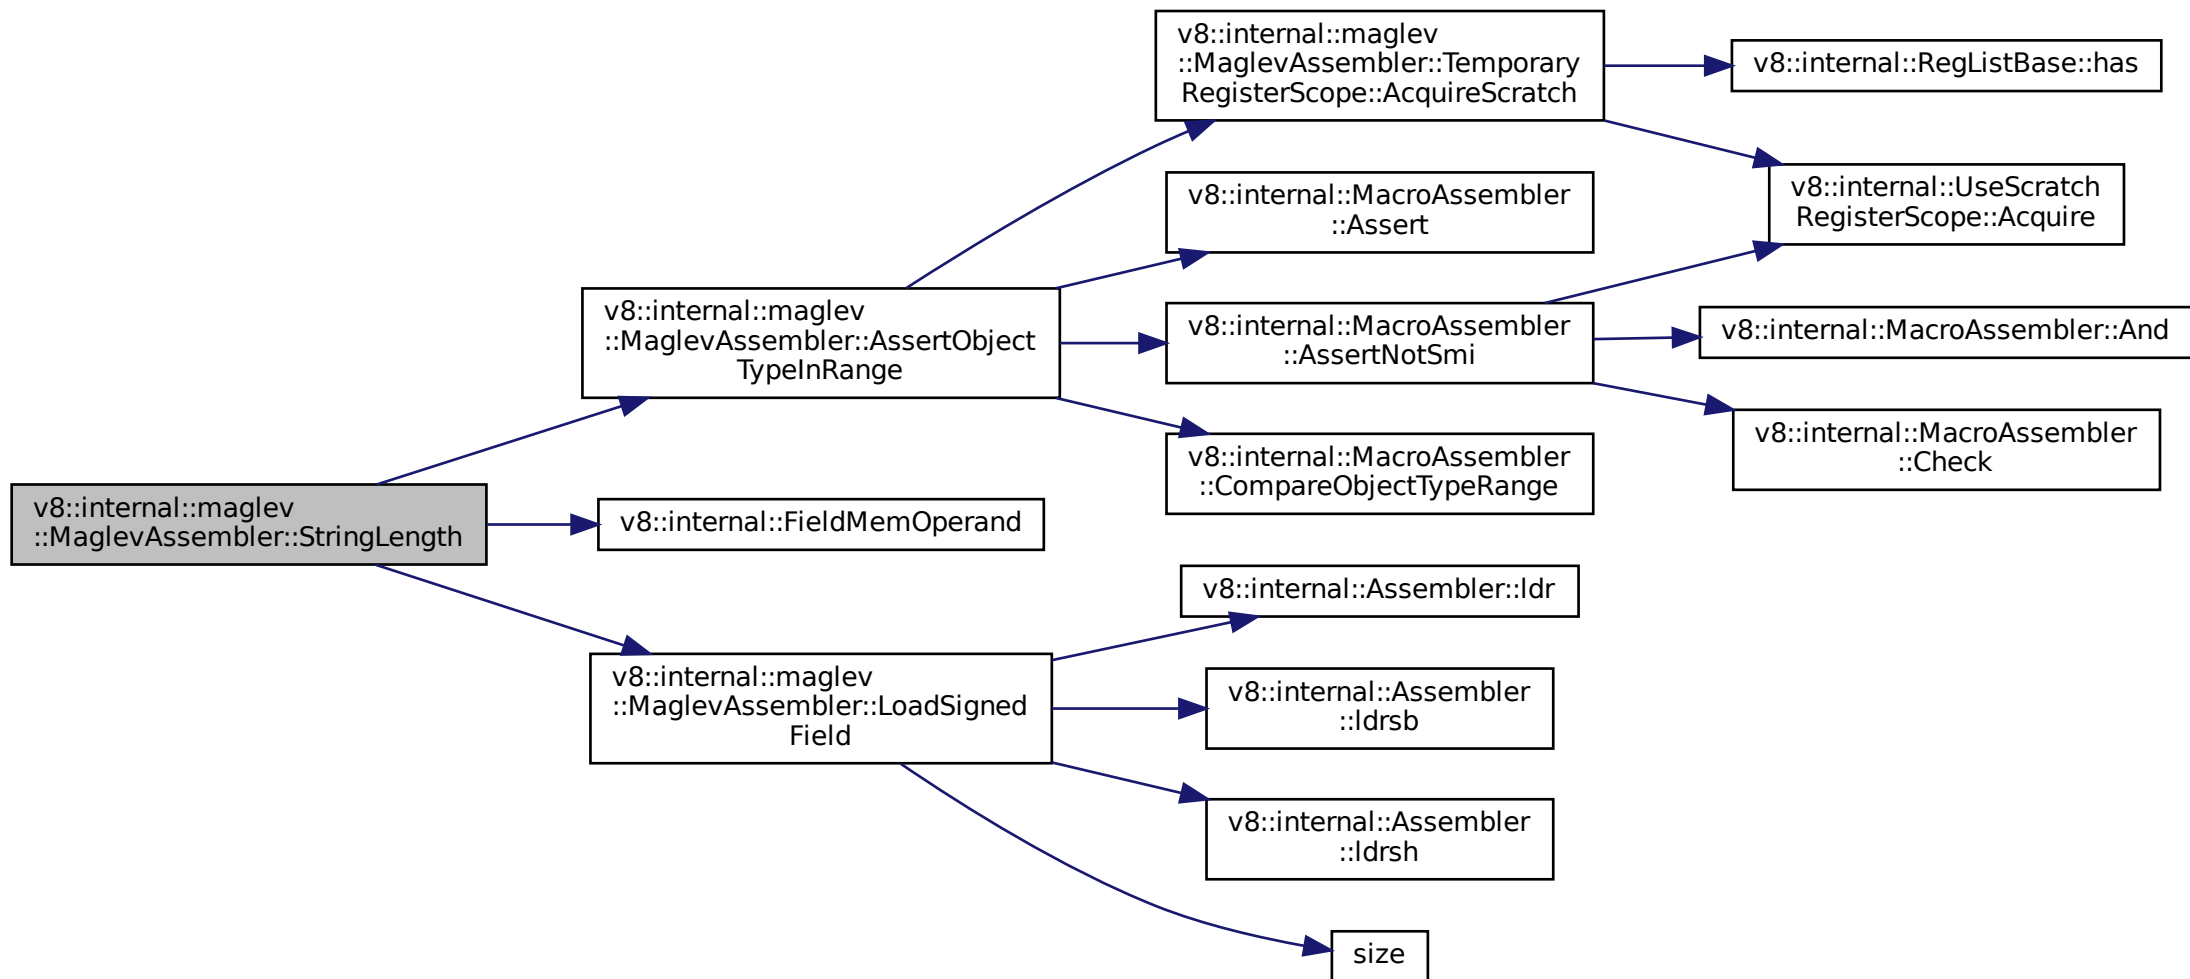 v8::internal::maglev
::MaglevAssembler::StringLength
v8::internal::maglev
::MaglevAssembler::AssertObject
TypeInRange
v8::internal::FieldMemOperand
v8::internal::maglev
::MaglevAssembler::LoadSigned
Field
v8::internal::maglev
::MaglevAssembler::Temporary
RegisterScope::AcquireScratch
v8::internal::MacroAssembler
::Assert
v8::internal::MacroAssembler
::AssertNotSmi
v8::internal::MacroAssembler
::CompareObjectTypeRange
v8::internal::Assembler::ldr
v8::internal::Assembler
::ldrsb
v8::internal::Assembler
::ldrsh
size
v8::internal::RegListBase::has
v8::internal::UseScratch
RegisterScope::Acquire
v8::internal::MacroAssembler::And
v8::internal::MacroAssembler
::Check